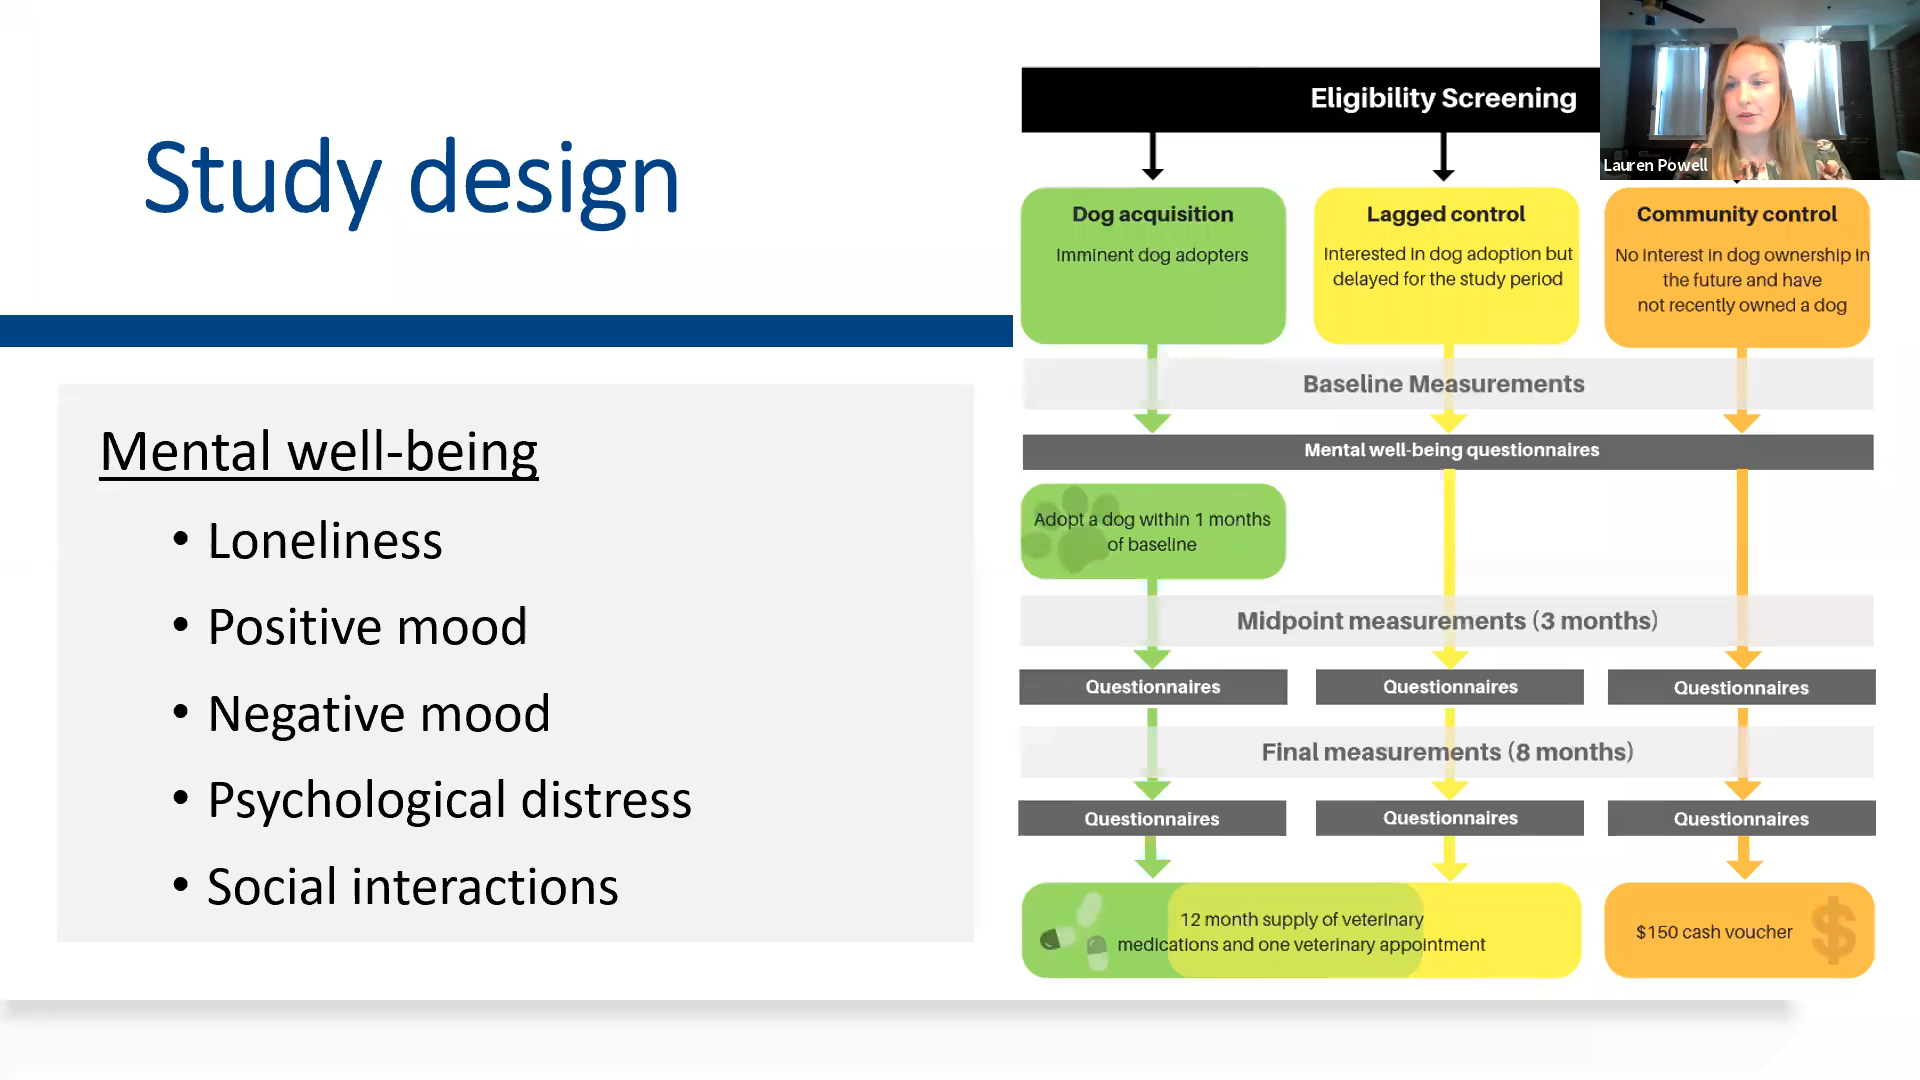 Study design
Mental well-being
• Loneliness
• Positive mood
• Negative mood
• Psychological distress
• Social interactions
Eligibility Screening
Lauren Powell
Dog acquisition
Imminent dog adopters
Lagged control
Interested in dog adoption but
delayed for the study period
Community control
No interest in dog ownership in
the future and have
not recently owned a dog
Baseline Measurements
Mental well-being questionnaires
Adopt a dog within 1 months
of baseline
Midpoint measurements (3 months)
Questionnaires
Questionnaires
Questionnaires
Final measurements (8 months)
Questionnaires
Questionnaires
Questionnaires
12 month supply of veterinary
medications and one veterinary appointment
$150 cash voucher
$